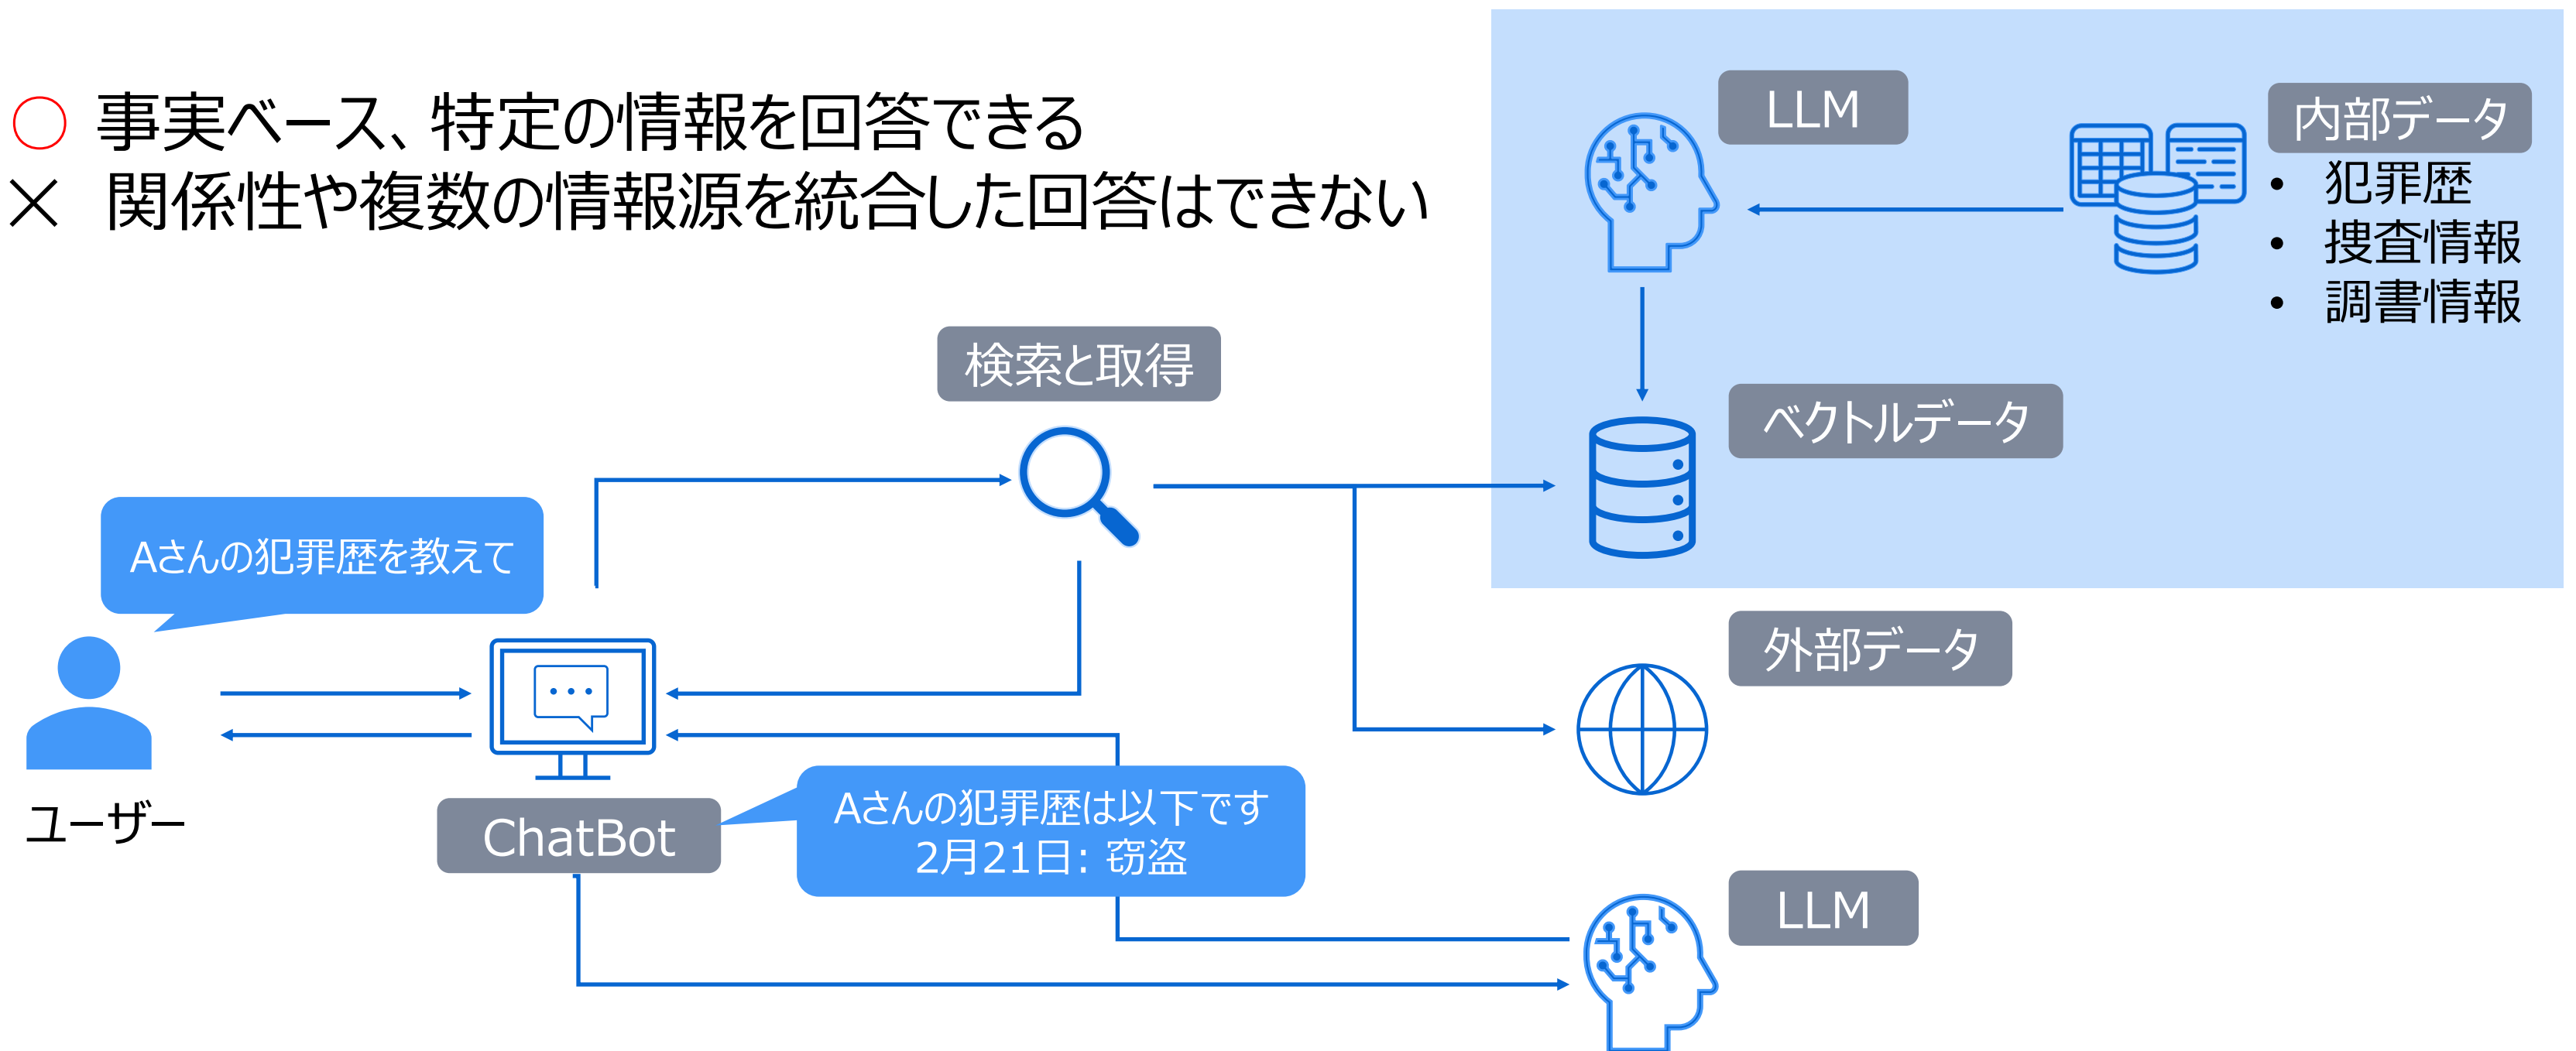 ○ 事実ベース、特定の情報を回答できる
× 関係性や複数の情報源を統合した回答はできない
LLM
内部データ
• 犯罪歴
• 捜査情報
• 調書情報
検索と取得
ベクトルデータ
Aさんの犯罪歴を教えて
外部データ
ユーザー
ChatBot
Aさんの犯罪歴は以下です
2月21日: 窃盗
LLM